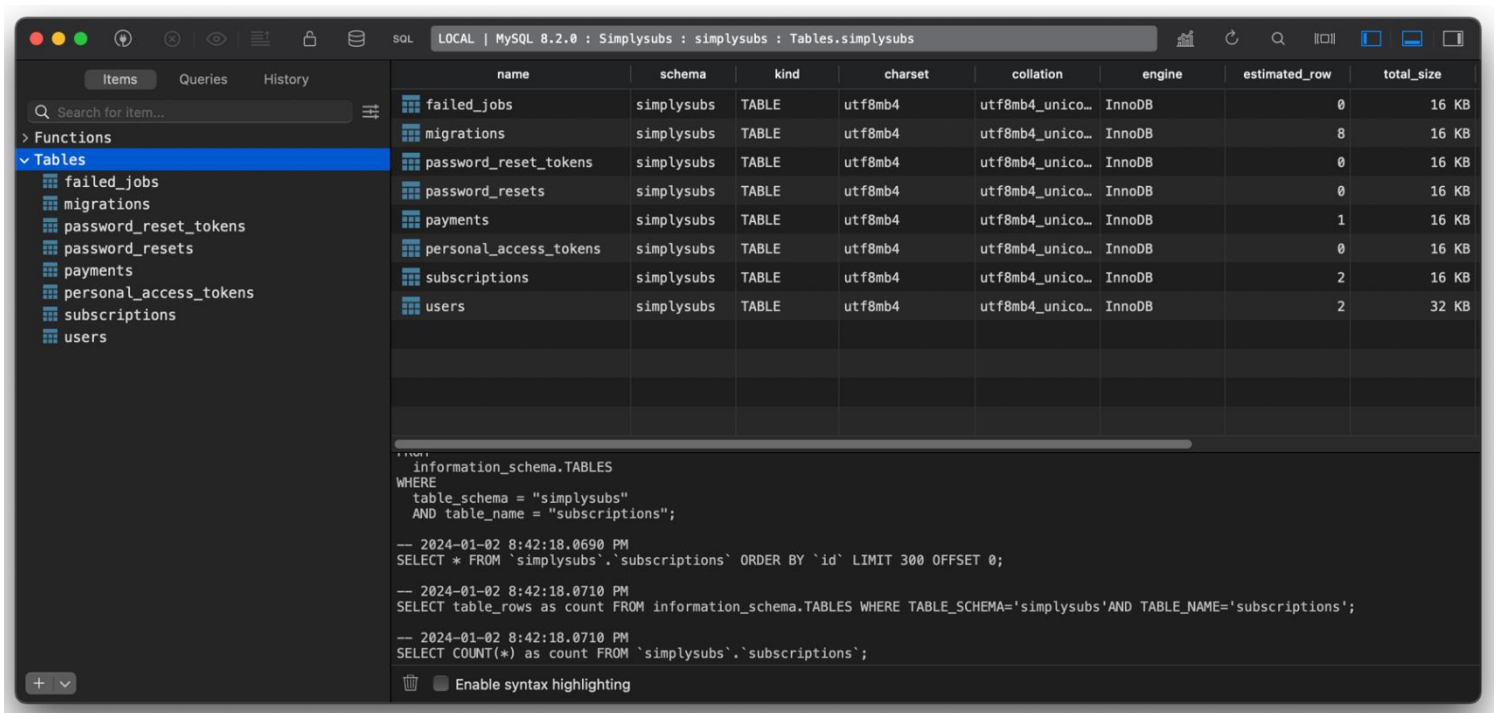 SQL LOCAL | MySQL 8.2.0 : Simplysubs : simplysubs : Tables.simplysubs
Items Queries History
Search for item...
Functions
Tables
failed_jobs
migrations
password_reset_tokens
password_resets
payments
personal_access_tokens
subscriptions
users
name schema kind charset collation engine estimated_row total_size
failed_jobs simplysubs TABLE utf8mb4 utf8mb4_unico… InnoDB 0 16 KB
migrations simplysubs TABLE utf8mb4 utf8mb4_unico… InnoDB 8 16 KB
password_reset_tokens simplysubs TABLE utf8mb4 utf8mb4_unico… InnoDB 0 16 KB
password_resets simplysubs TABLE utf8mb4 utf8mb4_unico… InnoDB 0 16 KB
payments simplysubs TABLE utf8mb4 utf8mb4_unico… InnoDB 1 16 KB
personal_access_tokens simplysubs TABLE utf8mb4 utf8mb4_unico… InnoDB 0 16 KB
subscriptions simplysubs TABLE utf8mb4 utf8mb4_unico… InnoDB 2 16 KB
users simplysubs TABLE utf8mb4 utf8mb4_unico… InnoDB 2 32 KB
FROM
information_schema.TABLES
WHERE
table_schema = "simplysubs"
AND table_name = "subscriptions";
-- 2024-01-02 8:42:18.0690 PM
SELECT * FROM `simplysubs`.`subscriptions` ORDER BY `id` LIMIT 300 OFFSET 0;
-- 2024-01-02 8:42:18.0710 PM
SELECT table_rows as count FROM information_schema.TABLES WHERE TABLE_SCHEMA='simplysubs'AND TABLE_NAME='subscriptions';
-- 2024-01-02 8:42:18.0710 PM
SELECT COUNT(*) as count FROM `simplysubs`.`subscriptions`;
Enable syntax highlighting